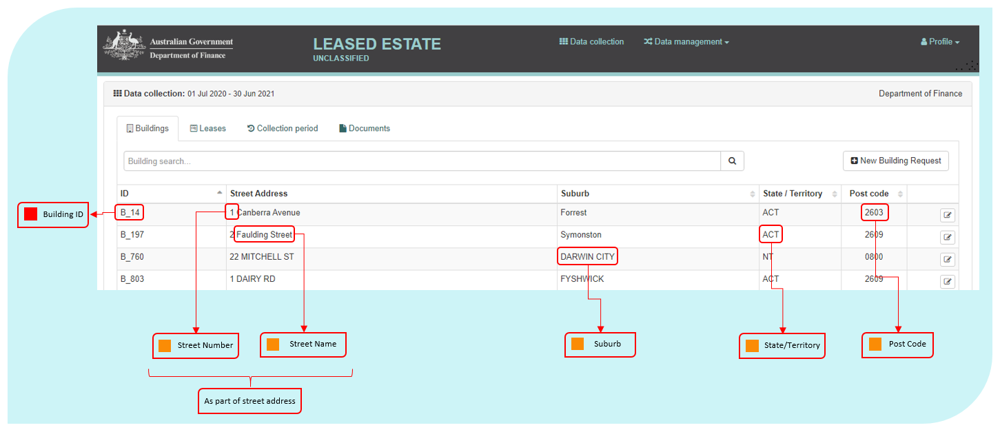 Australian Government
Department of Finance
LEASED ESTATE
UNCLASSIFIED
Data collection
Data management
Profile
Data collection: 01 Jul 2020 - 30 Jun 2021
Department of Finance
Buildings
Leases
Collection period
Documents
Building search...
New Building Request
ID Street Address Suburb State / Territory Post code
Building ID
B_14 1 Canberra Avenue Forrest ACT 2603
B_197 2 Faulding Street Symonston ACT 2609
B_760 22 MITCHELL ST DARWIN CITY NT 0800
B_803 1 DAIRY RD FYSHWICK ACT 2609
Street Number
Street Name
Suburb
State/Territory
Post Code
As part of street address